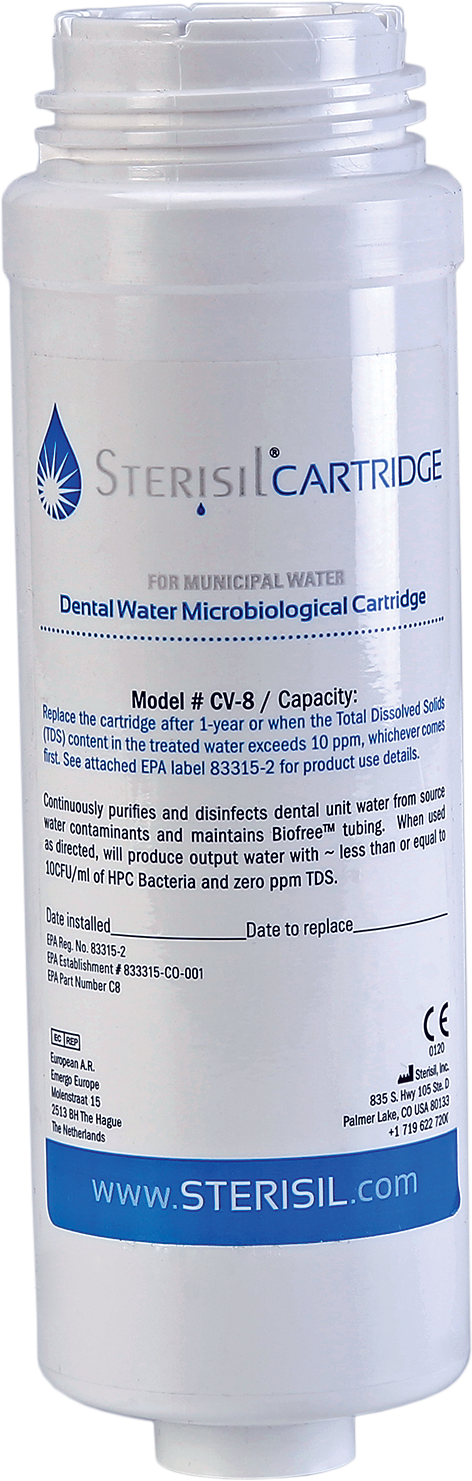 STERISIL® CARTRIDGE
FOR MUNICIPAL WATER
Dental Water Microbiological Cartridge
Model # CV-8 / Capacity:
Replace the cartridge after 1-year or when the Total Dissolved Solids
(TDS) content in the treated water exceeds 10 ppm, whichever comes
first. See attached EPA label 83315-2 for product use details.
Continuously purifies and disinfects dental unit water from source
water contaminants and maintains Biofree™ tubing. When used
as directed, will produce output water with ~ less than or equal to
10CFU/ml of HPC Bacteria and zero ppm TDS.
Date installed____________Date to replace____________
EPA Reg. No. 83315-2
EPA Establishment # 833315-CO-001
EPA Part Number C8
EC REP
European A.R.
Emergo Europe
Molenstraat 15
2513 BH The Hague
The Netherlands
CE
0120
Sterisil, Inc.
835 S. Hwy 105 Ste. D
Palmer Lake, CO USA 80133
+1 719 622 720
www.STERISIL.com